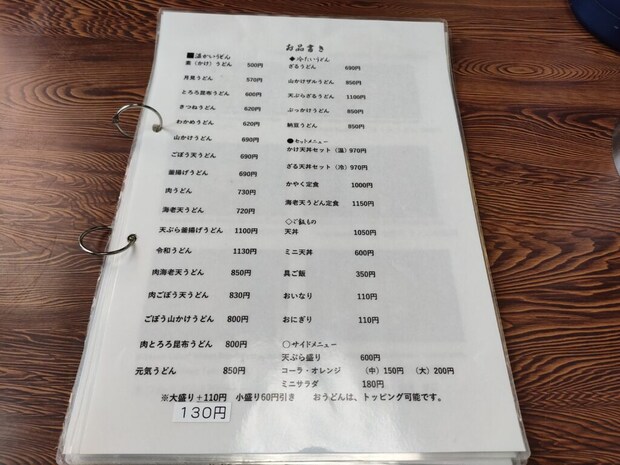 お品書き
■温かいうどん
素(かけ)うどん 500円
月見うどん 570円
とろろ昆布うどん 600円
きつねうどん 620円
わかめうどん 620円
山かけうどん 690円
ごぼう天うどん 690円
釜揚げうどん 690円
肉うどん 730円
海老天うどん 720円
天ぷら釜揚げうどん 1100円
令和うどん 1130円
肉海老天うどん 850円
肉ごぼう天うどん 830円
ごぼう山かけうどん 800円
肉とろろ昆布うどん 800円
元気うどん 850円
◆冷たいうどん
ざるうどん 690円
山かけザルうどん 850円
天ぷらざるうどん 1100円
ぶっかけうどん 850円
納豆うどん 850円
●セットメニュー
かけ天丼セット(温)970円
ざる天丼セット(冷)970円
かやく定食 1000円
海老天うどん定食 1150円
◇ご飯もの
天丼 1050円
ミニ天丼 600円
具ご飯 350円
おいなり 110円
おにぎり 110円
○サイドメニュー
天ぷら盛り 600円
コーラ・オレンジ (中)150円 (大)200円
ミニサラダ 180円
※大盛り±110円 小盛り60円引き おうどんは、トッピング可能です。
130円